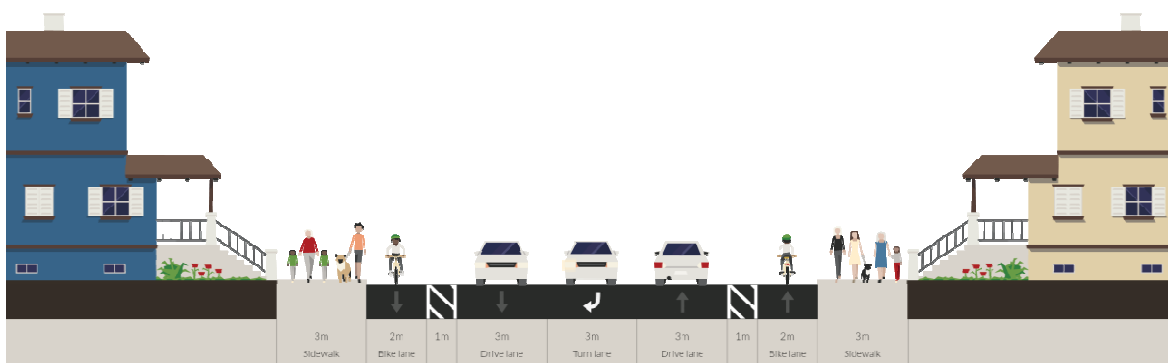 3m 2m 1m 3m 3m 3m 1m 2m 3m
Sidewalk Bike lane Drive lane Turn lane Drive lane Bike lane Sidewalk